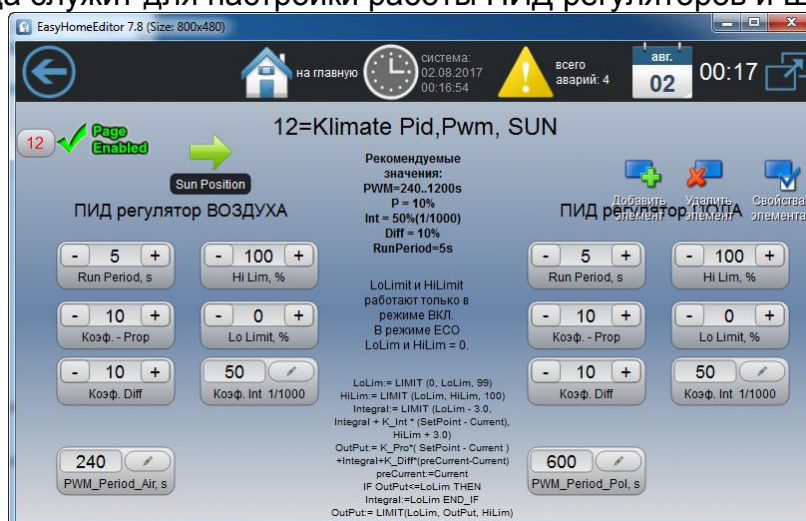 да служит для настройки работы ПИД регуляторов и Ш
EasyHomeEditor 7.8 (Size: 800x480)
на главную
система:
02.08.2017
00:16:54
всего
аварий: 4
авг.
02
00:17
12
Page
Enabled
12=Klimate Pid,Pwm, SUN
Sun Position
Рекомендуемые
значения:
PWM=240..1200s
P = 10%
Int = 50%(1/1000)
Diff = 10%
RunPeriod=5s
Добавить
элемент
Удалить
элемент
Свойства
элемента
ПИД регулятор ВОЗДУХА
ПИД регулятор ПОЛА
- 5 +
Run Period, s
- 100 +
Hi Lim, %
- 10 +
Коэф. - Prop
- 0 +
Lo Limit, %
- 10 +
Коэф. Diff
50
Коэф. Int 1/1000
240
PWM_Period_Air, s
LoLimit и HiLimit
работают только в
режиме ВКЛ.
В режиме ECO
LoLim и HiLim = 0.
LoLim:= LIMIT (0, LoLim, 99)
HiLim:= LIMIT (LoLim, HiLim, 100)
Integral:= LIMIT (LoLim - 3.0,
Integral + K_Int * (SetPoint - Current),
HiLim + 3.0)
OutPut:= K_Pro*( SetPoint - Current )
+Integral+K_Diff*(preCurrent-Current)
preCurrent:=Current
IF OutPut<=LoLim THEN
Integral:=LoLim END_IF
OutPut:= LIMIT(LoLim, OutPut, HiLim)
- 5 +
Run Period, s
- 100 +
Hi Lim, %
- 10 +
Коэф. - Prop
- 0 +
Lo Limit, %
- 10 +
Коэф. Diff
50
Коэф. Int 1/1000
600
PWM_Period_Pol, s